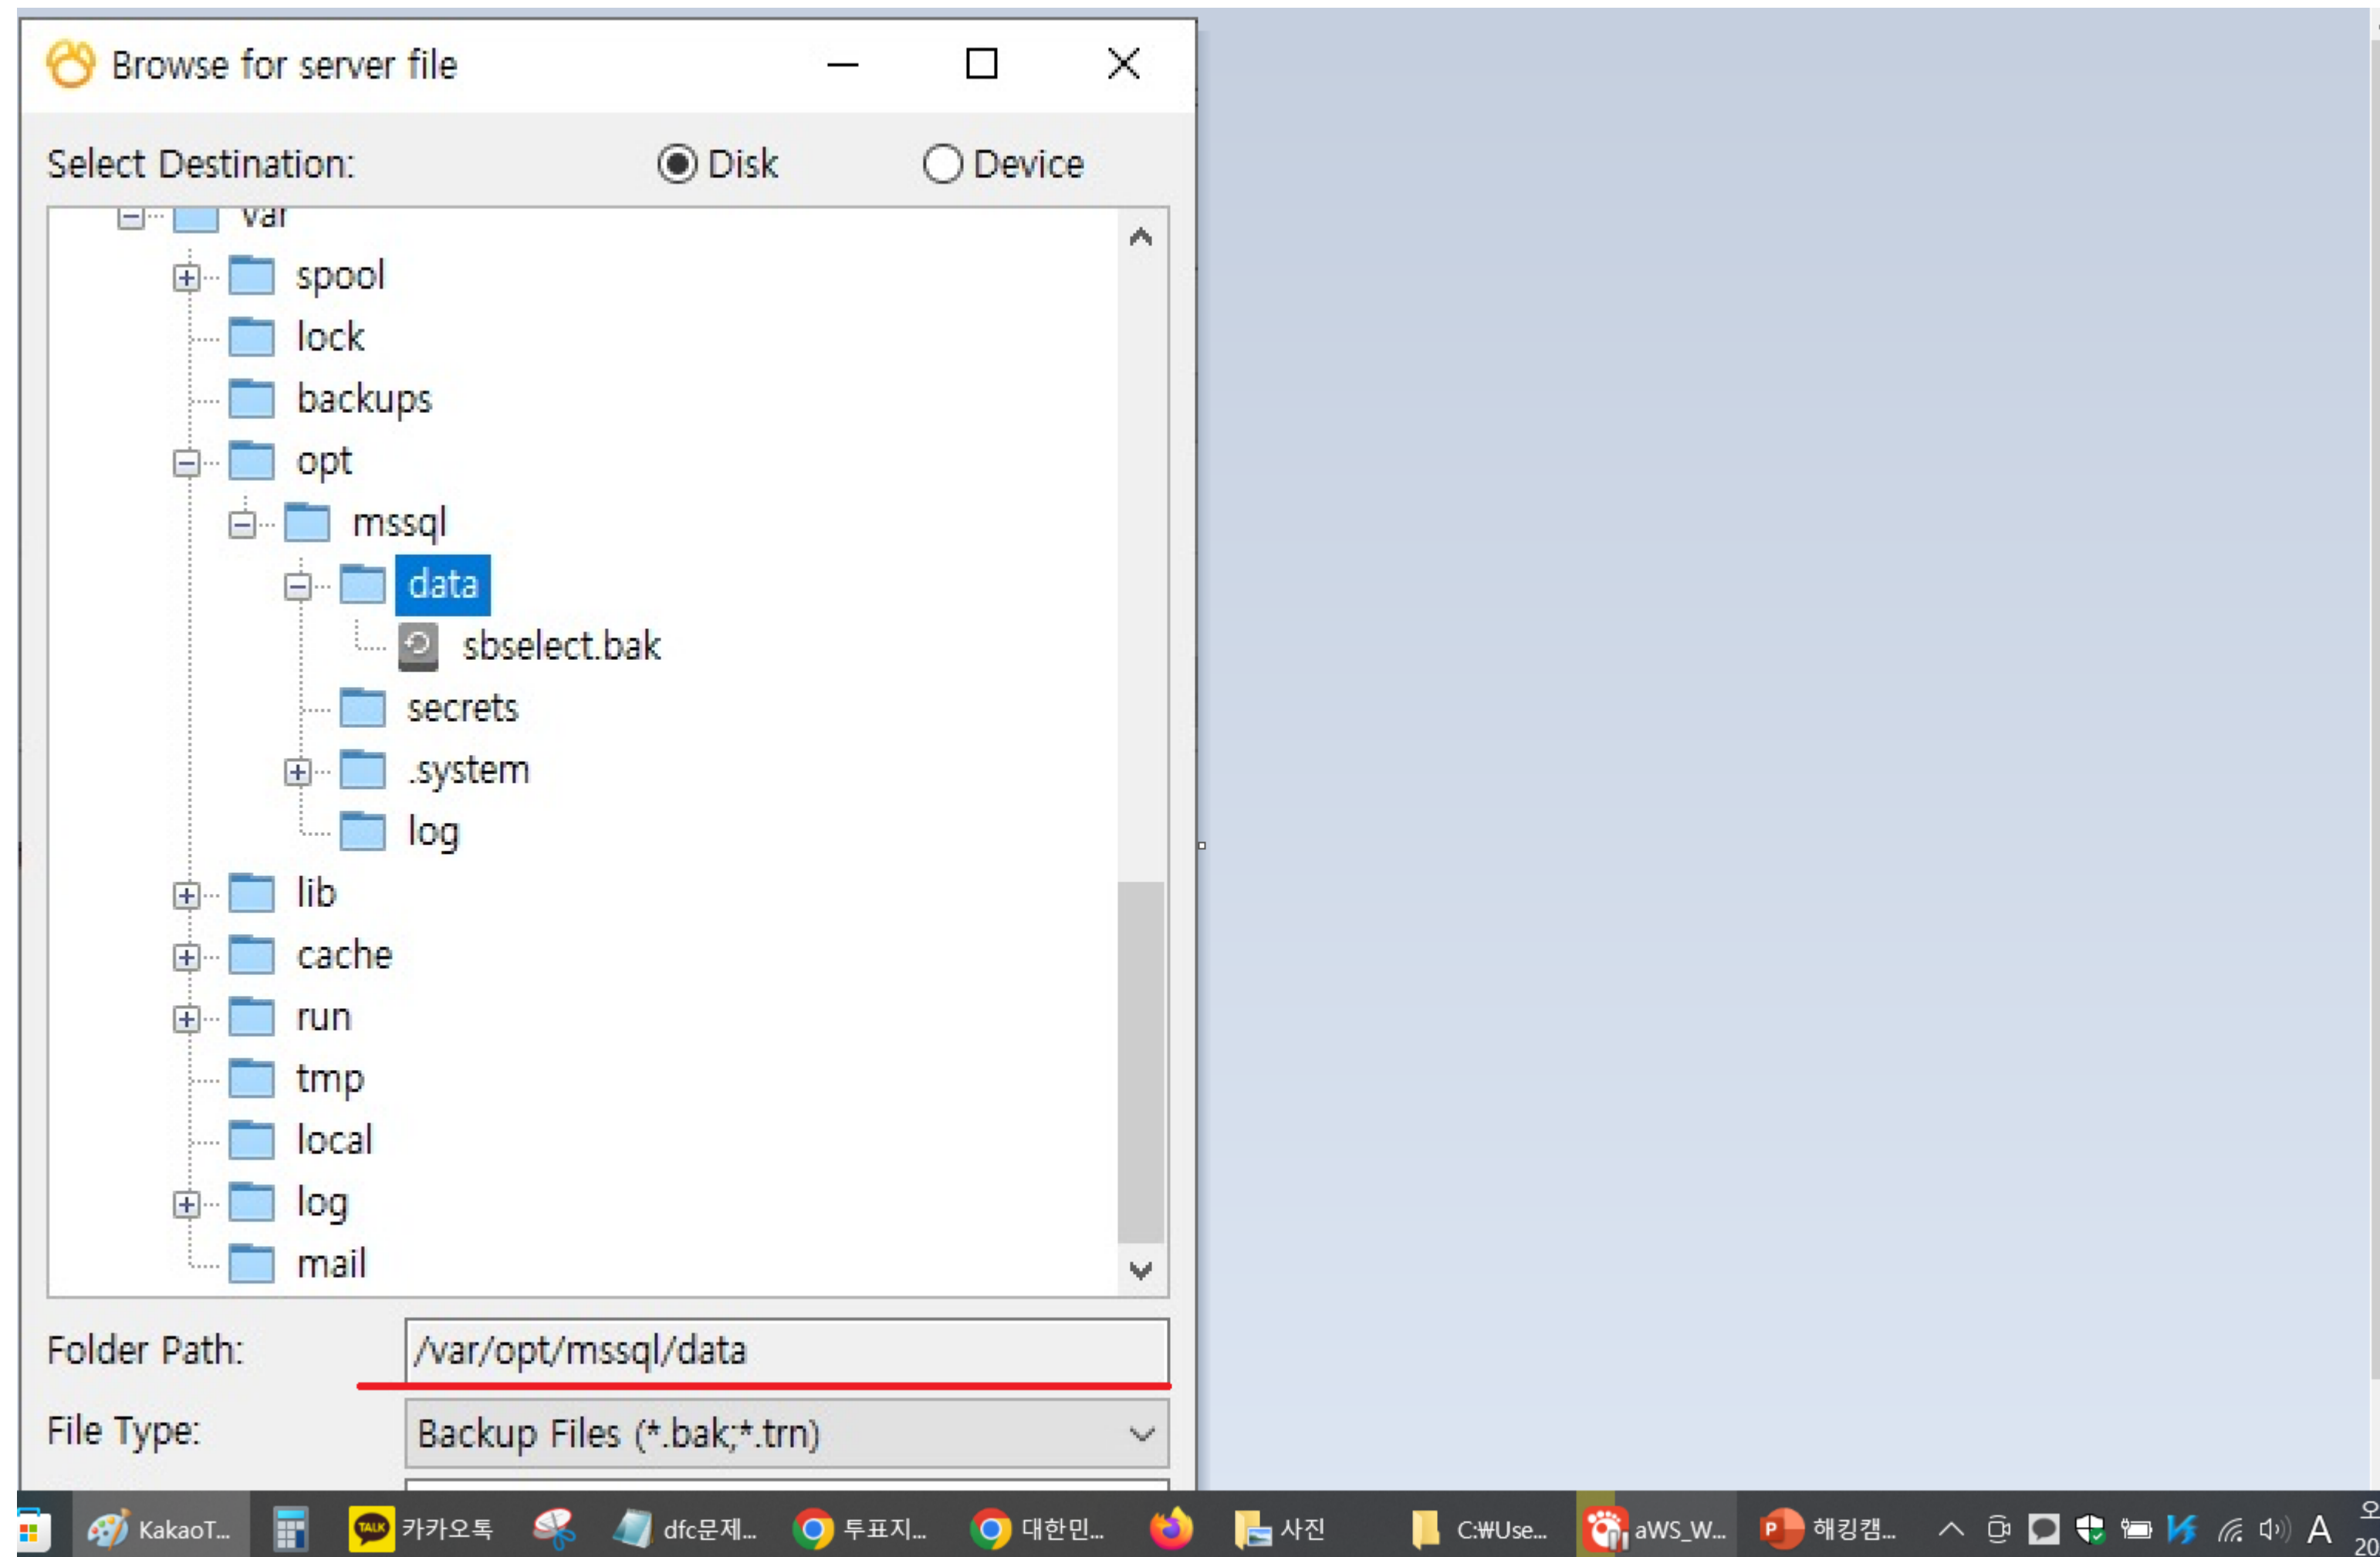 Browse for server file
Select Destination: Disk Device
var
spool
lock
backups
opt
mssql
data
sbselect.bak
secrets
.system
log
lib
cache
run
tmp
local
log
mail
Folder Path: /var/opt/mssql/data
File Type: Backup Files (*.bak;*.trn)
KakaoT... TALK 카카오톡 dfc문제... 투표지... 대한민... 사진 C:₩Use... aWS_W... P 해킹캠... A 오
20